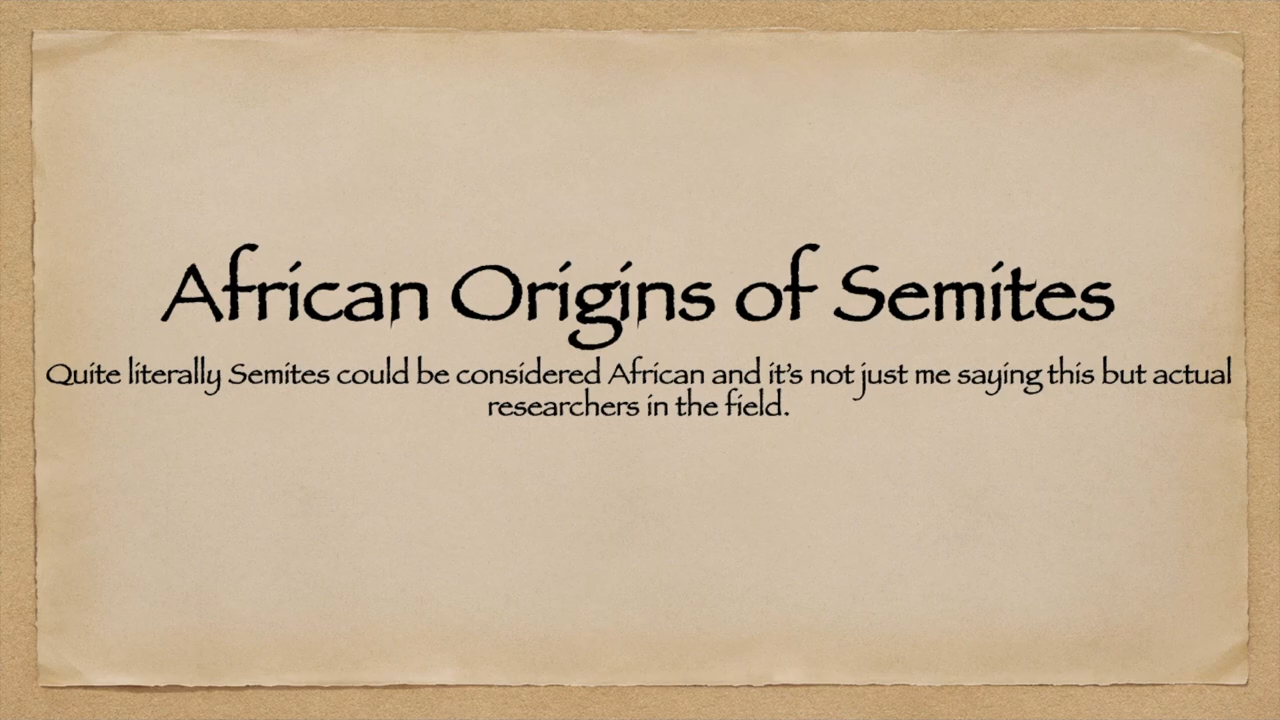 African Origins of Semites
Quite literally Semites could be considered African and it's not just me saying this but actual
researchers in the field.